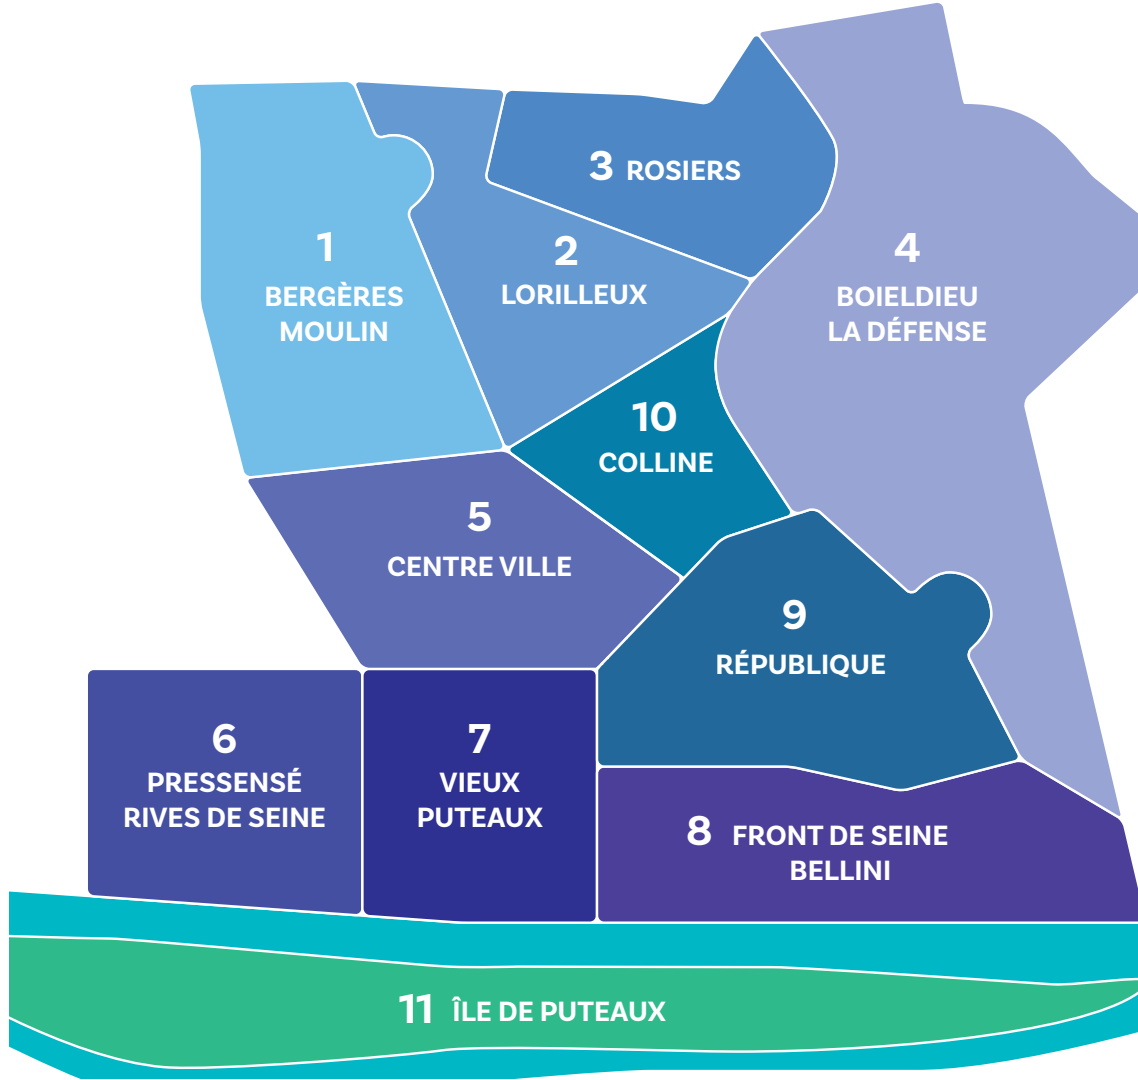 1
BERGÈRES
MOULIN
2
LORILLEUX
3 ROSIERS
4
BOIELDIEU
LA DÉFENSE
10
COLLINE
5
CENTRE VILLE
9
RÉPUBLIQUE
6
PRESSENSÉ
RIVES DE SEINE
7
VIEUX
PUTEAUX
8 FRONT DE SEINE
BELLINI
11 ÎLE DE PUTEAUX